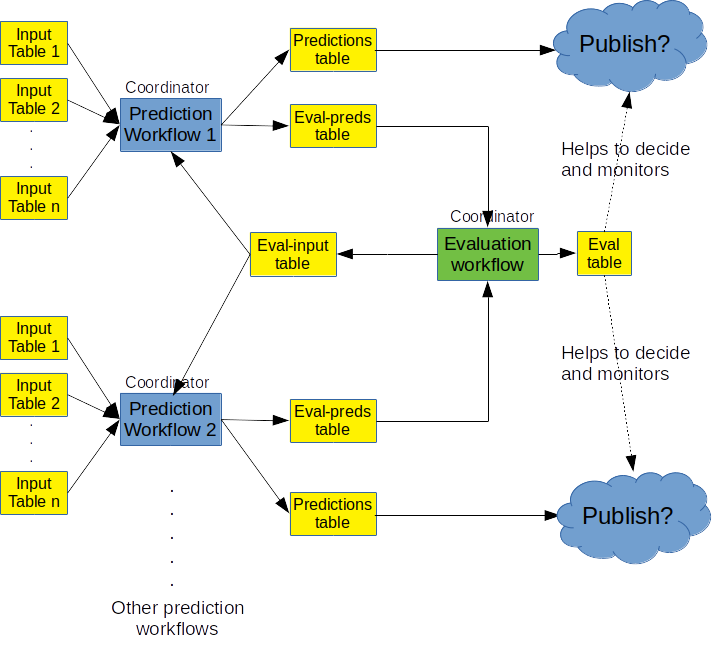 Input
Table 1
Input
Table 2
.
.
.
Input
Table n
Coordinator
Prediction
Workflow 1
Predictions
table
Eval-preds
table
Publish?
Helps to decide
and monitors
Eval-input
table
Coordinator
Evaluation
workflow
Eval
table
Helps to decide
and monitors
Input
Table 1
Input
Table 2
.
.
.
Input
Table n
Coordinator
Prediction
Workflow 2
Eval-preds
table
Predictions
table
Publish?
.
.
.
.
.
Other prediction
workflows